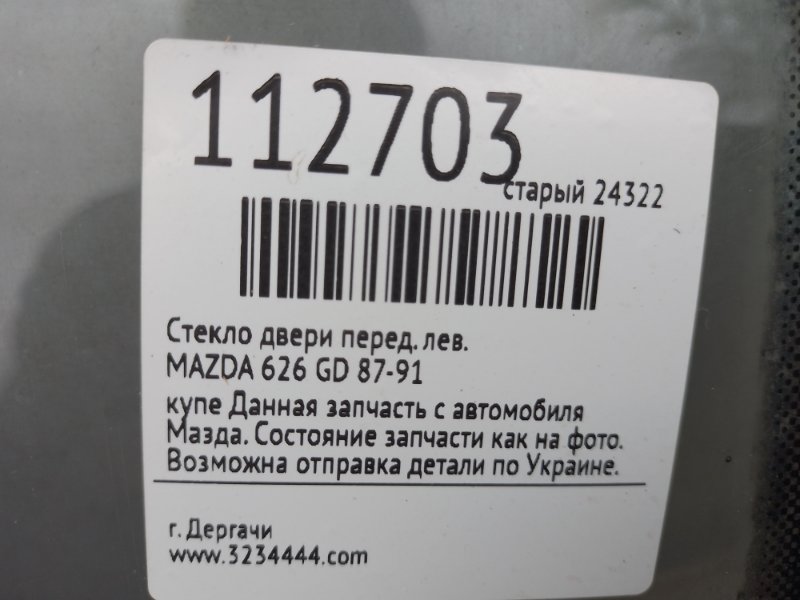 112703
старый 24322
Стекло двери перед. лев.
MAZDA 626 GD 87-91
купе Данная запчасть с автомобиля
Мазда. Состояние запчасти как на фото.
Возможна отправка детали по Украине.
г. Дергачи
www.3234444.com